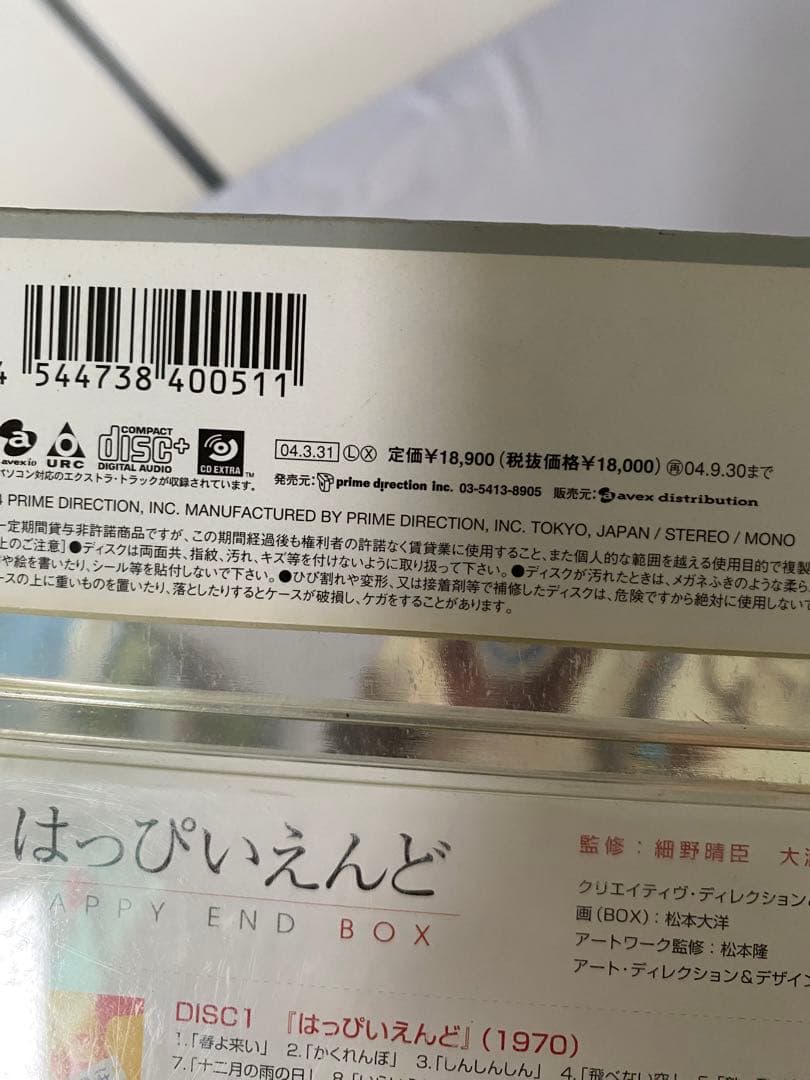 4 544738 400511
avex io URC COMPACT disc+ DIGITAL AUDIO CD EXTRA™ 04.3.31 Ⓛ Ⓧ 定価¥18,900(税抜価格¥18,000)㊢04.9.30まで
パソコン対応のエクストラ・トラックが収録されています。 発売元:prime direction inc. 03-5413-8905 販売元:avex distribution
4 PRIME DIRECTION, INC. MANUFACTURED BY PRIME DIRECTION, INC. TOKYO, JAPAN / STEREO / MONO
一定期間貸与非許諾商品ですが、この期間経過後も権利者の許諾なく賃貸業に使用すること、また個人的な範囲を越える使用目的で複製
上のご注意]●ディスクは両面共、指紋、汚れ、キズ等を付けないように取り扱って下さい。●ディスクが汚れたときは、メガネふきのような柔ら
や絵を書いたり、シール等を貼付しないで下さい。●ひび割れや変形、又は接着剤等で補修したディスクは、危険ですから絶対に使用しないで
ースの上に重いものを置いたり、落としたりするとケースが破損し、ケガをすることがあります。
はっぴいえんど
APPY END BOX
監修:細野晴臣 大
クリエイティヴ・ディレクション
画(BOX):松本大洋
アートワーク監修:松本隆
アート・ディレクション&デザイン
DISC1 『はっぴいえんど』(1970)
1.「春よ来い」 2.「かくれんぼ」 3.「しんしんしん」 4.「飛べない空」 5.
7.「十二月の雨の日」 8.